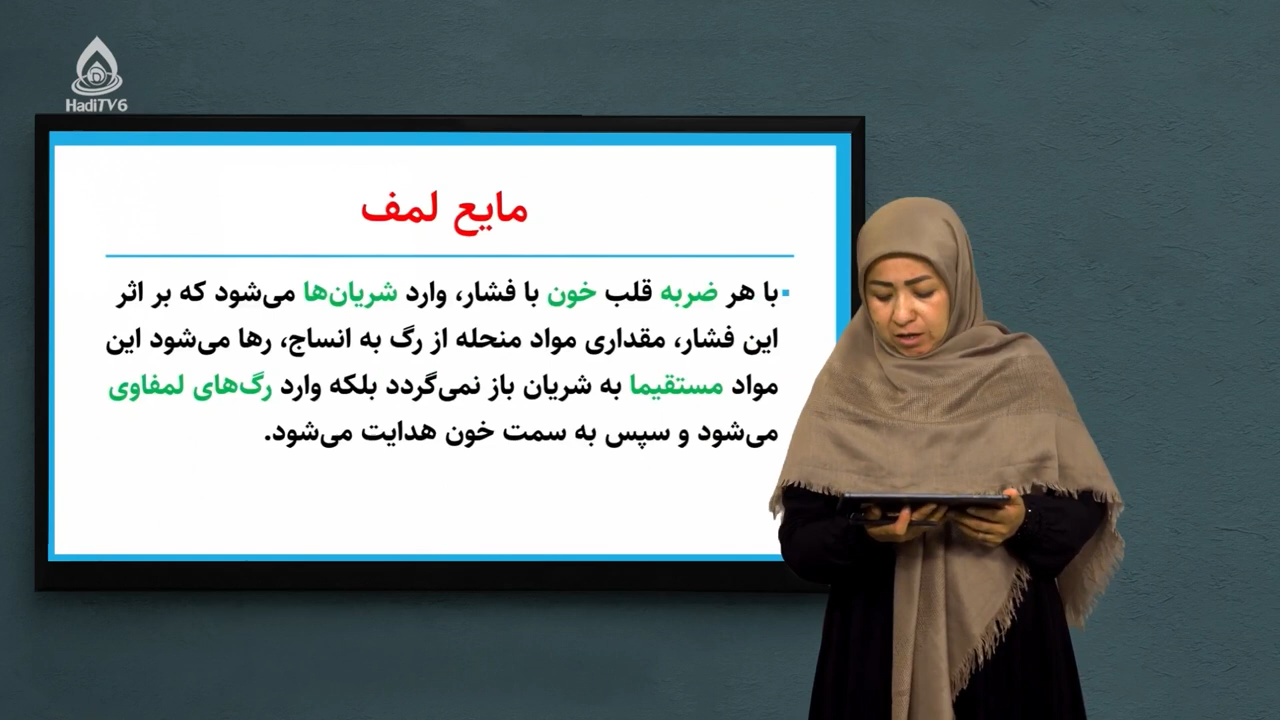 HadiTV6
مایع لمف
▪با هر ضربه قلب خون با فشار، وارد شریان‌ها می‌شود که بر اثر
این فشار، مقداری مواد منحله از رگ به انساج، رها می‌شود این
مواد مستقیما به شریان باز نمی‌گردد بلکه وارد رگ‌های لمفاوی
می‌شود و سپس به سمت خون هدایت می‌شود.